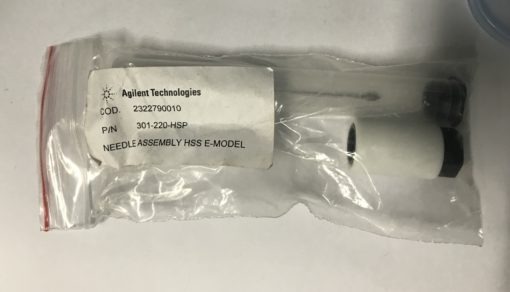 Agilent Technologies
COD. 2322790010
P/N 301-220-HSP
NEEDLE ASSEMBLY HSS E-MODEL